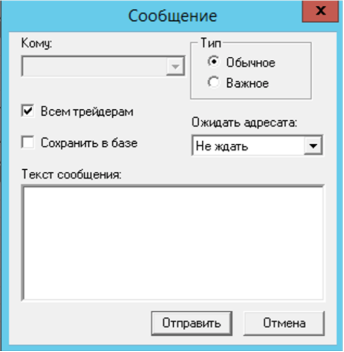 Сообщение
Кому:
Тип
Обычное
Важное
Всем трейдерам
Сохранить в базе
Ожидать адресата:
Не ждать
Текст сообщения:
Отправить
Отмена